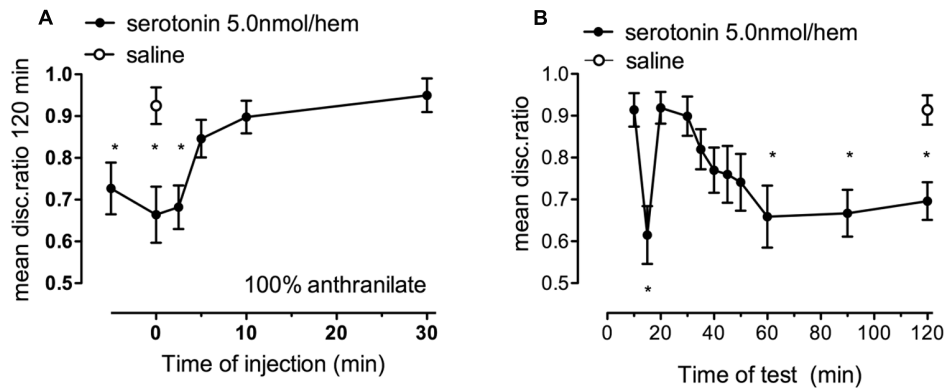 A
serotonin 5.0nmol/hem
saline
mean disc.ratio 120 min
1.0
0.9
0.8
0.7
0.6
0.5
* * *
100% anthranilate
0 10 20 30
Time of injection (min)
B
serotonin 5.0nmol/hem
saline
mean disc.ratio
1.0
0.9
0.8
0.7
0.6
0.5
* * *
*
0 20 40 60 80 100 120
Time of test (min)